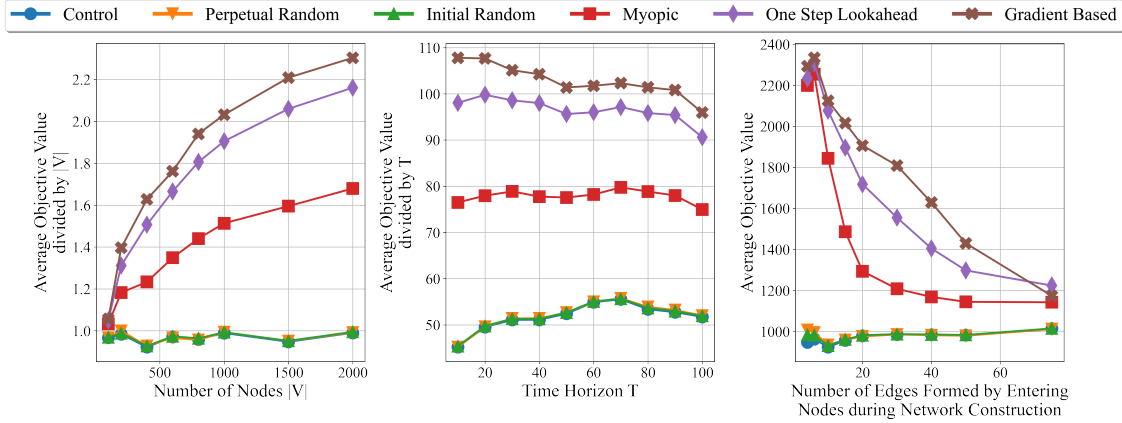 Control Perpetual Random Initial Random Myopic One Step Lookahead Gradient Based
Average Objective Value
divided by |V|
2.2
2.0
1.8
1.6
1.4
1.2
1.0
500 1000 1500 2000
Number of Nodes |V|
Average Objective Value
divided by T
110
100
90
80
70
60
50
20 40 60 80 100
Time Horizon T
Average Objective Value
2400
2200
2000
1800
1600
1400
1200
1000
20 40 60
Number of Edges Formed by Entering
Nodes during Network Construction